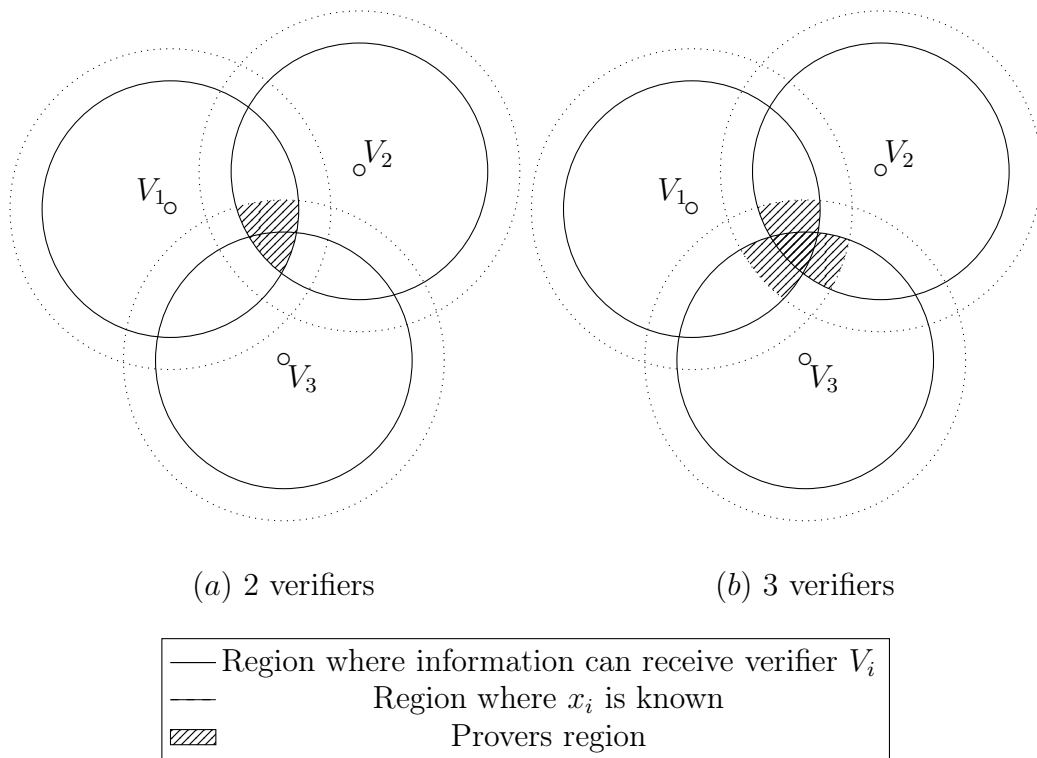 V2
V1
V3
V2
V1
V3
(a) 2 verifiers
(b) 3 verifiers
Region where information can receive verifier Vi
Region where xi is known
Provers region